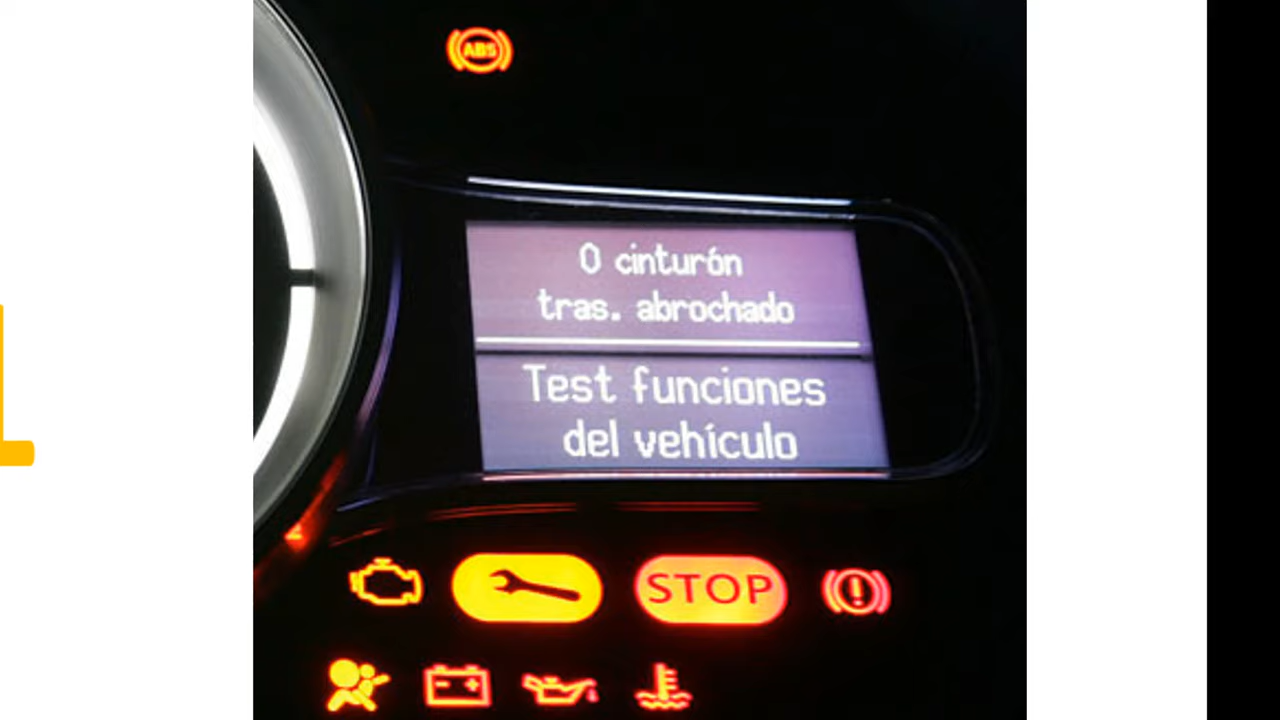 ABS
0 cinturón
tras. abrochado
Test funciones
del vehículo
STOP